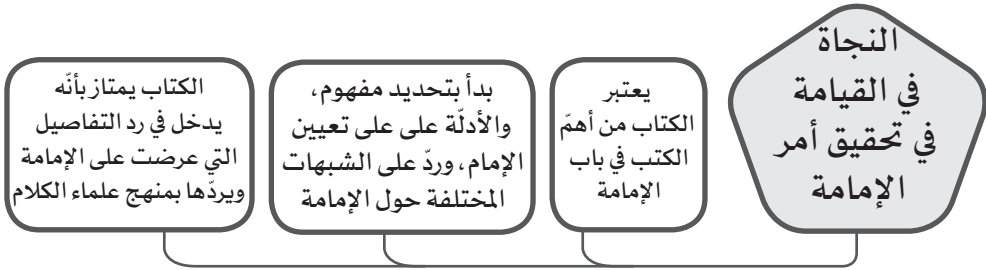 النجاة
في القيامة
في تحقيق أمر
الإمامة
يعتبر
الكتاب من أهمّ
الكتب في باب
الإمامة
بدأ بتحديد مفهوم،
والأدلّة على على تعيين
الإمام، وردّ على الشبهات
المختلفة حول الإمامة
الكتاب يمتاز بأنّه
يدخل في رد التفاصيل
التي عرضت على الإمامة
ويردّها بمنهج علماء الكلام